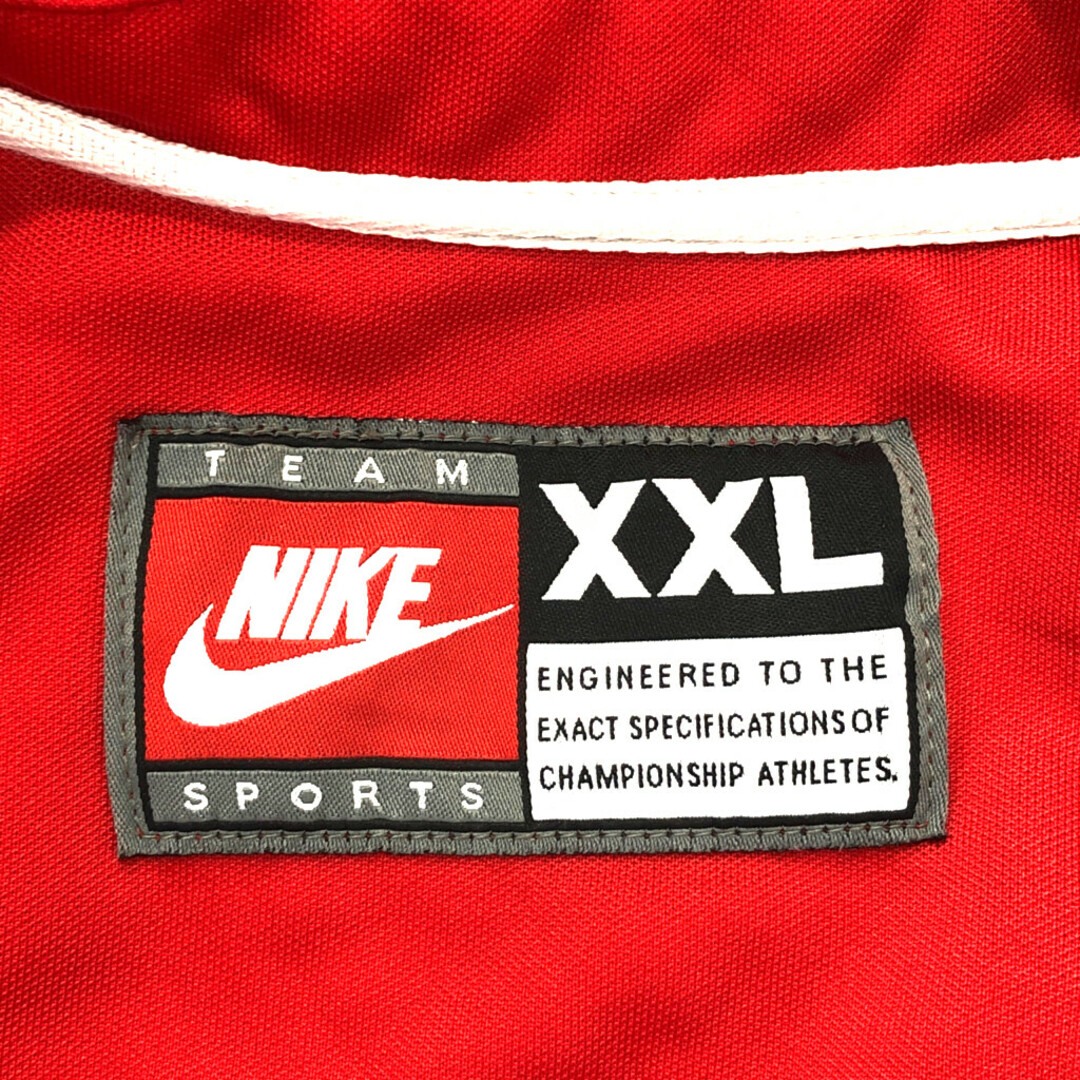 TEAM
NIKE
SPORTS
XXL
ENGINEERED TO THE
EXACT SPECIFICATIONS OF
CHAMPIONSHIP ATHLETES.